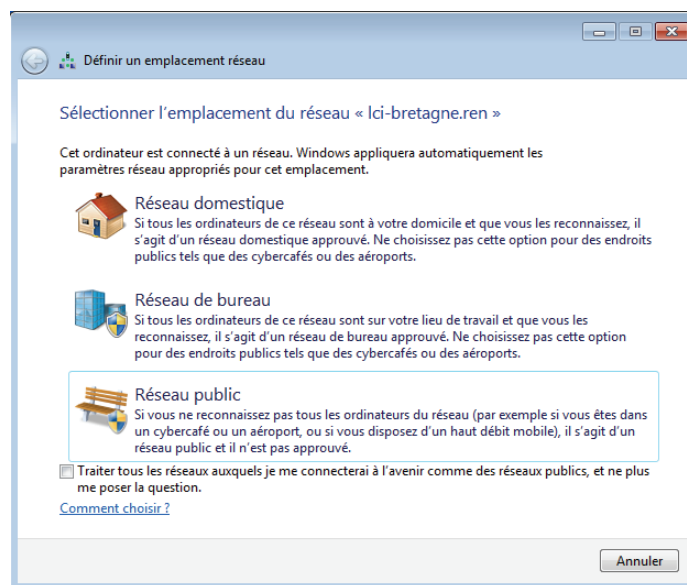 Définir un emplacement réseau
Sélectionner l’emplacement du réseau « lci-bretagne.ren »
Cet ordinateur est connecté à un réseau. Windows appliquera automatiquement les
paramètres réseau appropriés pour cet emplacement.
Réseau domestique
Si tous les ordinateurs de ce réseau sont à votre domicile et que vous les reconnaissez, il
s’agit d’un réseau domestique approuvé. Ne choisissez pas cette option pour des endroits
publics tels que des cybercafés ou des aéroports.
Réseau de bureau
Si tous les ordinateurs de ce réseau sont sur votre lieu de travail et que vous les
reconnaissez, il s’agit d’un réseau de bureau approuvé. Ne choisissez pas cette option
pour des endroits publics tels que des cybercafés ou des aéroports.
Réseau public
Si vous ne reconnaissez pas tous les ordinateurs du réseau (par exemple si vous êtes dans
un cybercafé ou un aéroport, ou si vous disposez d’un haut débit mobile), il s’agit d’un
réseau public et il n’est pas approuvé.
Traiter tous les réseaux auxquels je me connecterai à l’avenir comme des réseaux publics, et ne plus
me poser la question.
Comment choisir ?
Annuler